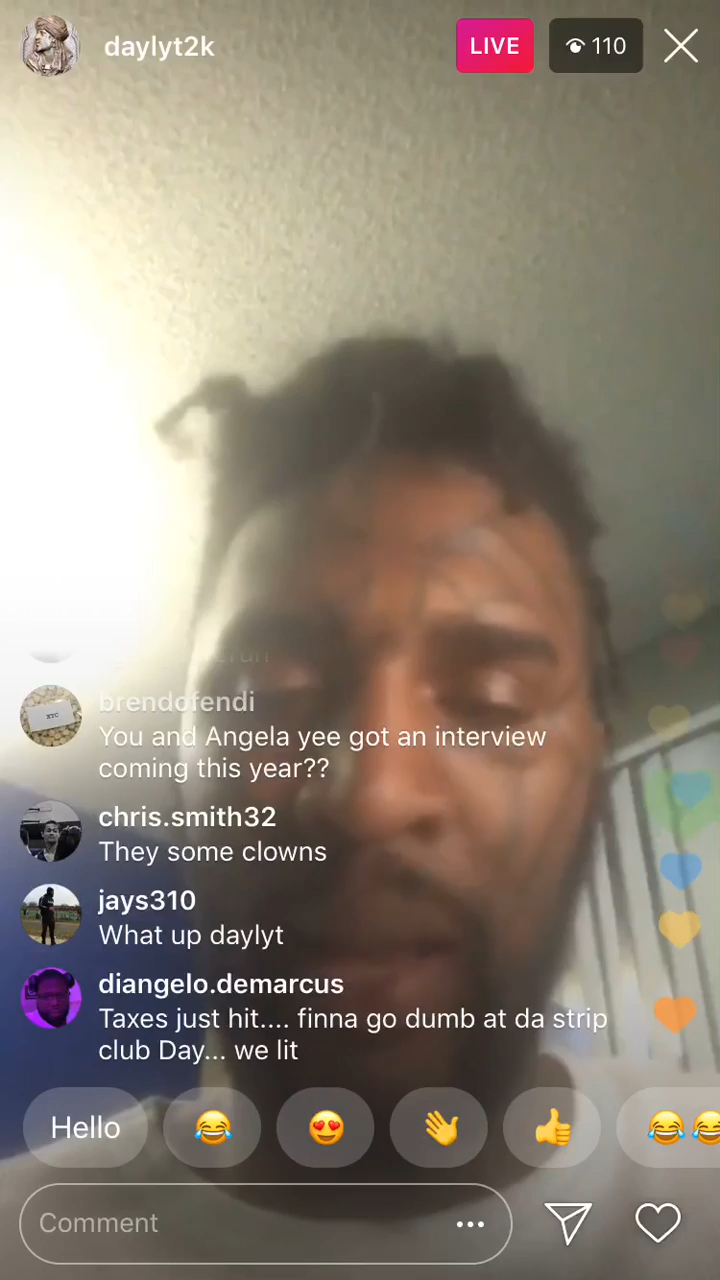 daylyt2k
LIVE
110
brendofendi
You and Angela yee got an interview
coming this year??
chris.smith32
They some clowns
jays310
What up daylyt
diangelo.demarcus
Taxes just hit.... finna go dumb at da strip
club Day... we lit
Hello
Comment